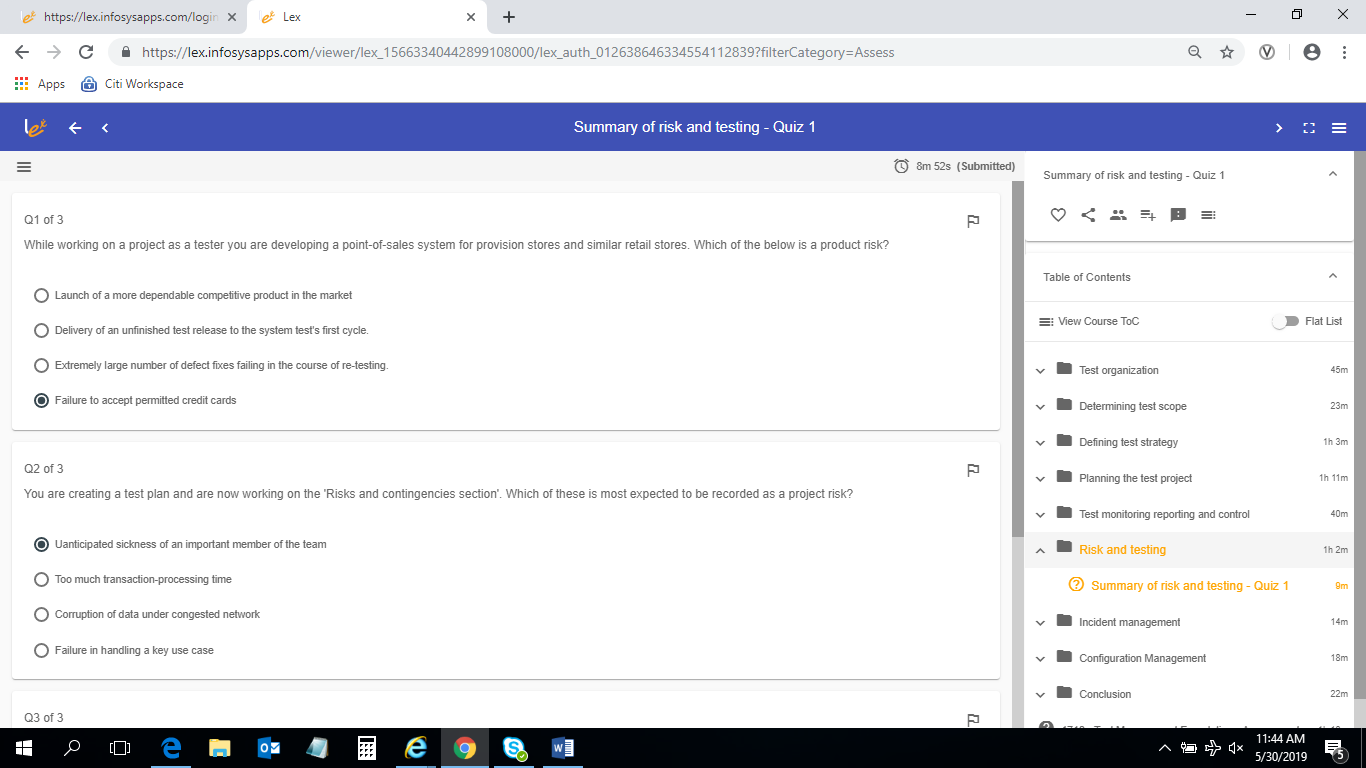 https://lex.infosysapps.com/login
Lex
https://lex.infosysapps.com/viewer/lex_15663340442899108000/lex_auth_012638646334554112839?filterCategory=Assess
Apps
Citi Workspace
Lex
Summary of risk and testing - Quiz 1
8m 52s (Submitted)
Q1 of 3
While working on a project as a tester you are developing a point-of-sales system for provision stores and similar retail stores. Which of the below is a product risk?
Launch of a more dependable competitive product in the market
Delivery of an unfinished test release to the system test's first cycle.
Extremely large number of defect fixes failing in the course of re-testing.
Failure to accept permitted credit cards
Q2 of 3
You are creating a test plan and are now working on the 'Risks and contingencies section'. Which of these is most expected to be recorded as a project risk?
Uanticipated sickness of an important member of the team
Too much transaction-processing time
Corruption of data under congested network
Failure in handling a key use case
Q3 of 3
Summary of risk and testing - Quiz 1
Table of Contents
View Course ToC
Flat List
Test organization 45m
Determining test scope 23m
Defining test strategy 1h 3m
Planning the test project 1h 11m
Test monitoring reporting and control 40m
Risk and testing 1h 2m
Summary of risk and testing - Quiz 1 9m
Incident management 14m
Configuration Management 18m
Conclusion 22m
11:44 AM
5/30/2019
5